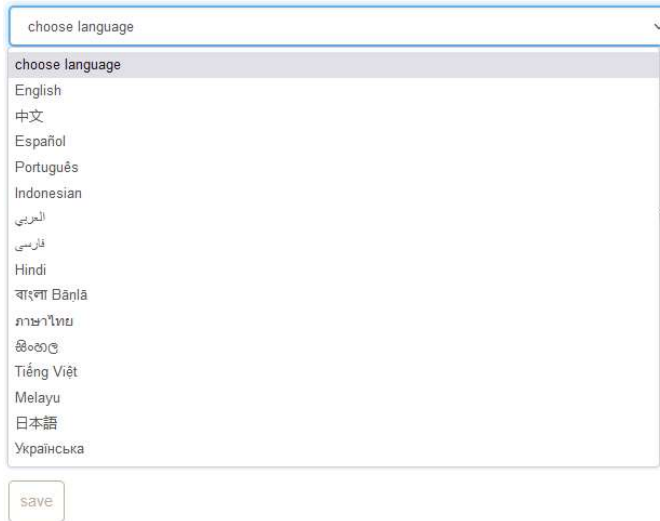 choose language
choose language
English
中文
Español
Português
Indonesian
العربي
فارسی
Hindi
বাংলা Bāṇlā
ภาษาไทย
සිංහල
Tiếng Việt
Melayu
日本語
Українська
save